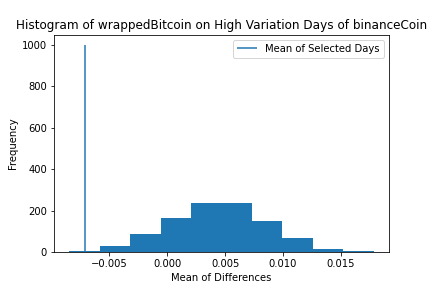 Histogram of wrappedBitcoin on High Variation Days of binanceCoin
Mean of Selected Days
1000
800
600
400
200
0
Frequency
−0.005
0.000
0.005
0.010
0.015
Mean of Differences